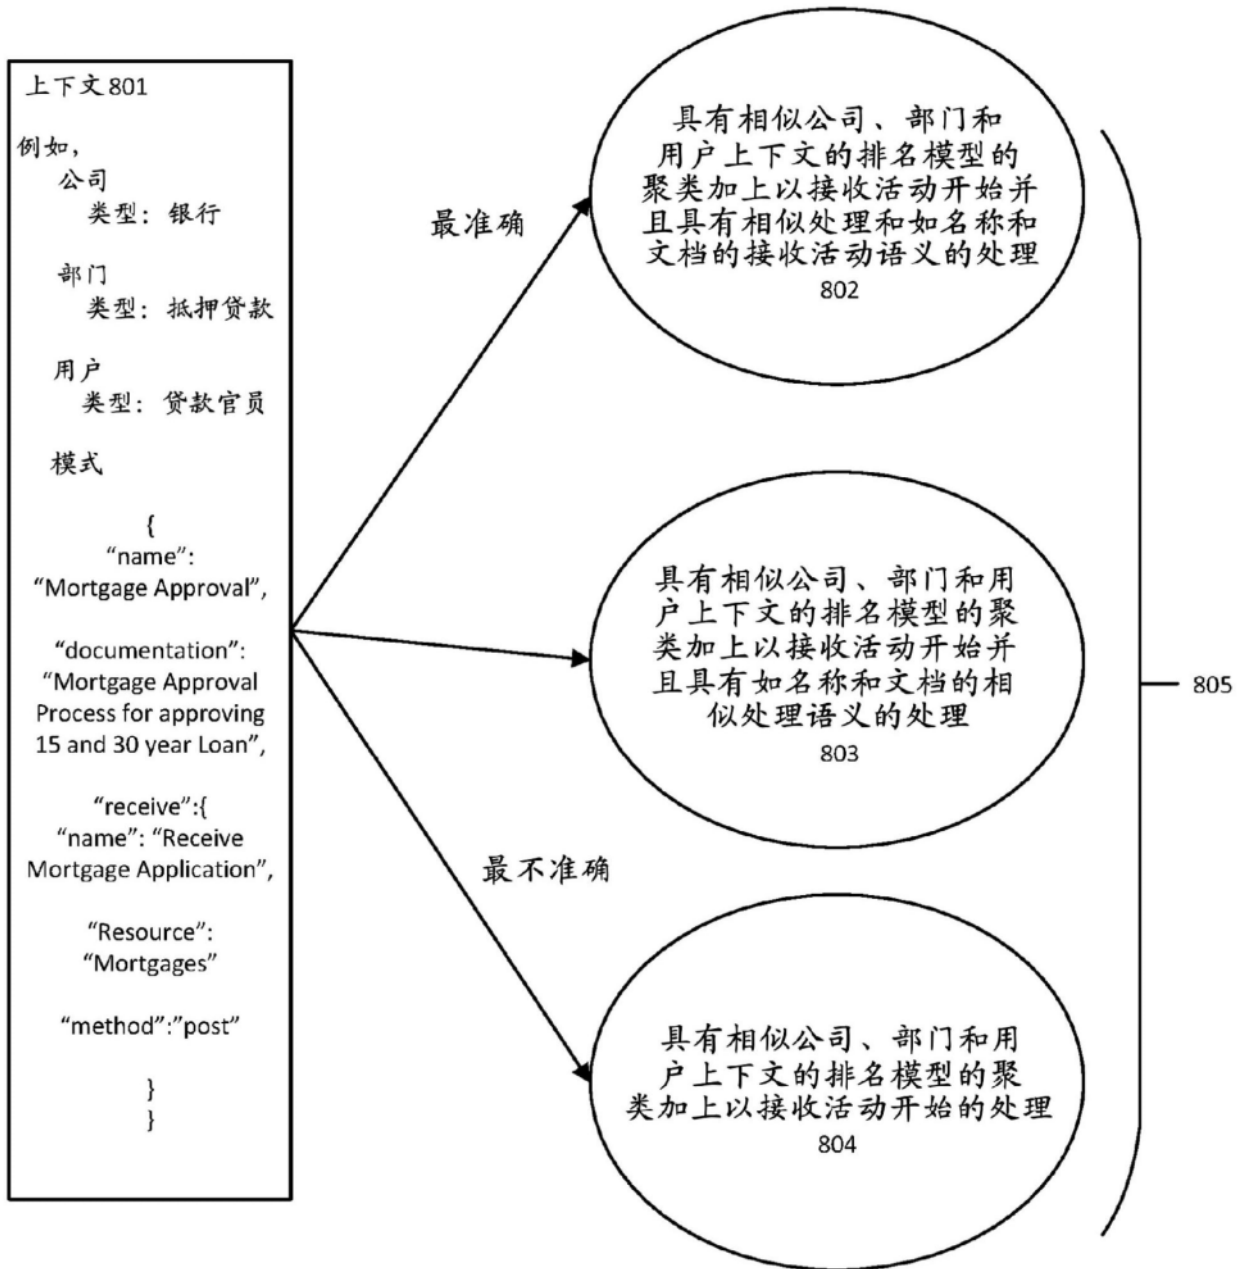 上下文801
例如,
公司
类型: 银行
部门
类型: 抵押贷款
用户
类型: 贷款官员
模式
{
“name”:
“Mortgage Approval”,
“documentation”:
“Mortgage Approval
Process for approving
15 and 30 year Loan”,
“receive”:{
“name”: “Receive
Mortgage Application”,
“Resource”:
“Mortgages”
“method”:”post”
}
}
最准确
最不准确
具有相似公司、部门和
用户上下文的排名模型的
聚类加上以接收活动开始并
且具有相似处理和如名称和
文档的接收活动语义的处理
802
具有相似公司、部门和用
户上下文的排名模型的聚
类加上以接收活动开始并
且具有如名称和文档的相
似处理语义的处理
803
具有相似公司、部门和用
户上下文的排名模型的聚
类加上以接收活动开始的处理
804
805